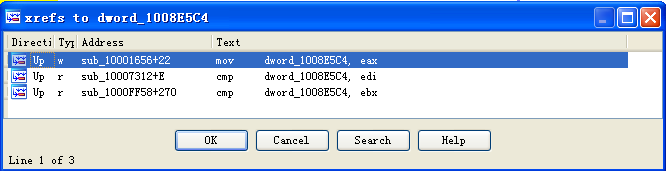 xrefs to dword_1008E5C4
Directi Typ Address Text
Up w sub_10001656+22 mov dword_1008E5C4, eax
Up r sub_10007312+E cmp dword_1008E5C4, edi
Up r sub_1000FF58+270 cmp dword_1008E5C4, ebx
OK Cancel Search Help
Line 1 of 3